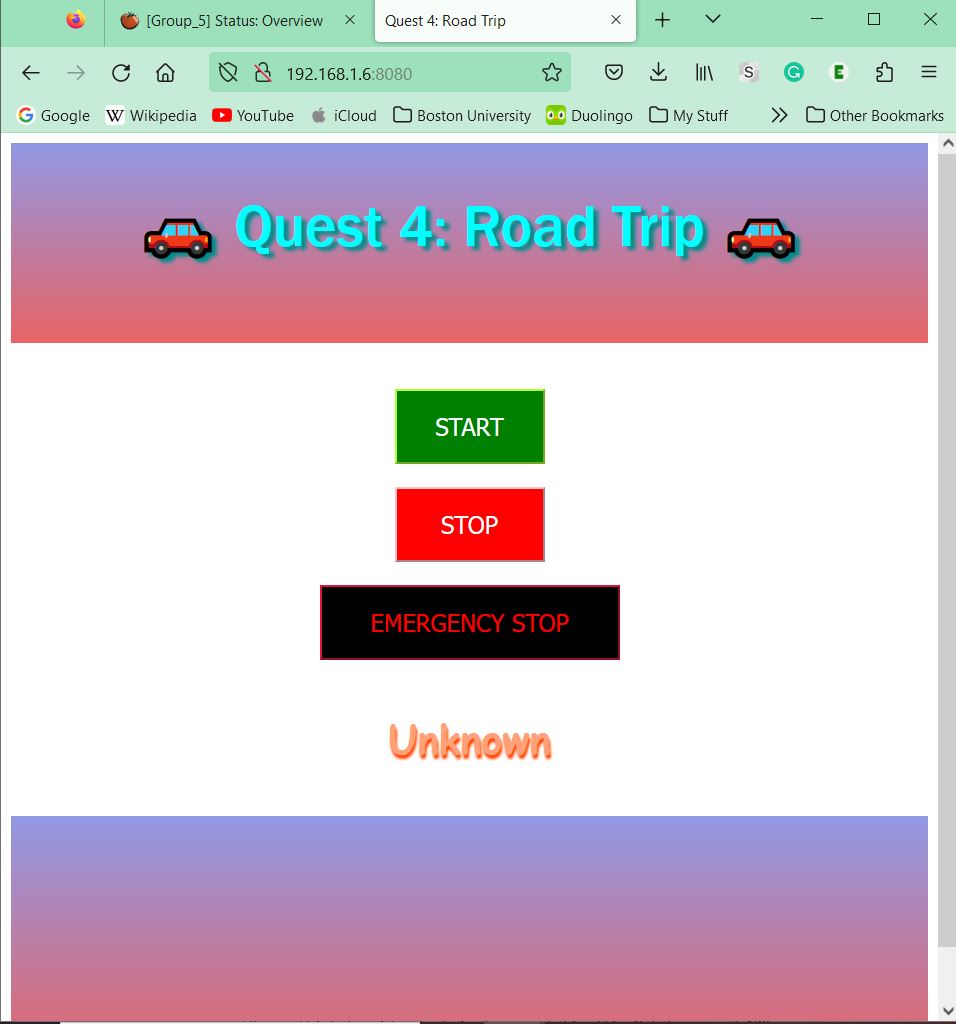 [Group_5] Status: Overview
Quest 4: Road Trip
192.168.1.6:8080
S
G
E
Google
W Wikipedia
YouTube
iCloud
Boston University
Duolingo
My Stuff
Other Bookmarks
Quest 4: Road Trip
START
STOP
EMERGENCY STOP
Unknown